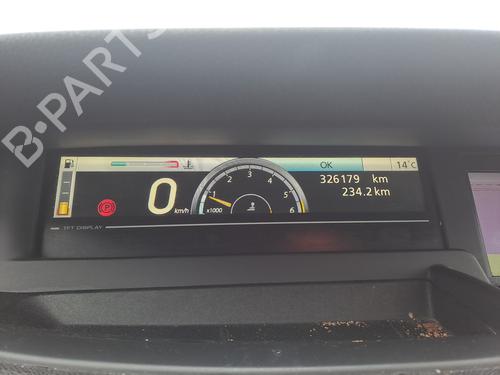 B-PARTS
OK 14°C
326179 km
234.2 km
0 km/h
1 2 3 4 5 6
x1000
P
TFT DISPLAY